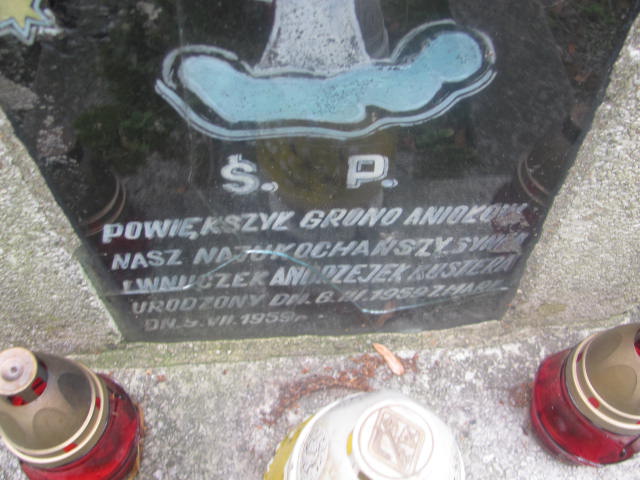 Ś. P.
POWIĘKSZYŁ GRONO ANIOŁKÓW
NASZ NAJUKOCHAŃSZY SYNEK
I WNUCZEK ANDRZEJEK
URODZONY DN. 6. III. 1959 ZMARŁ
DN. 5. VII. 1959